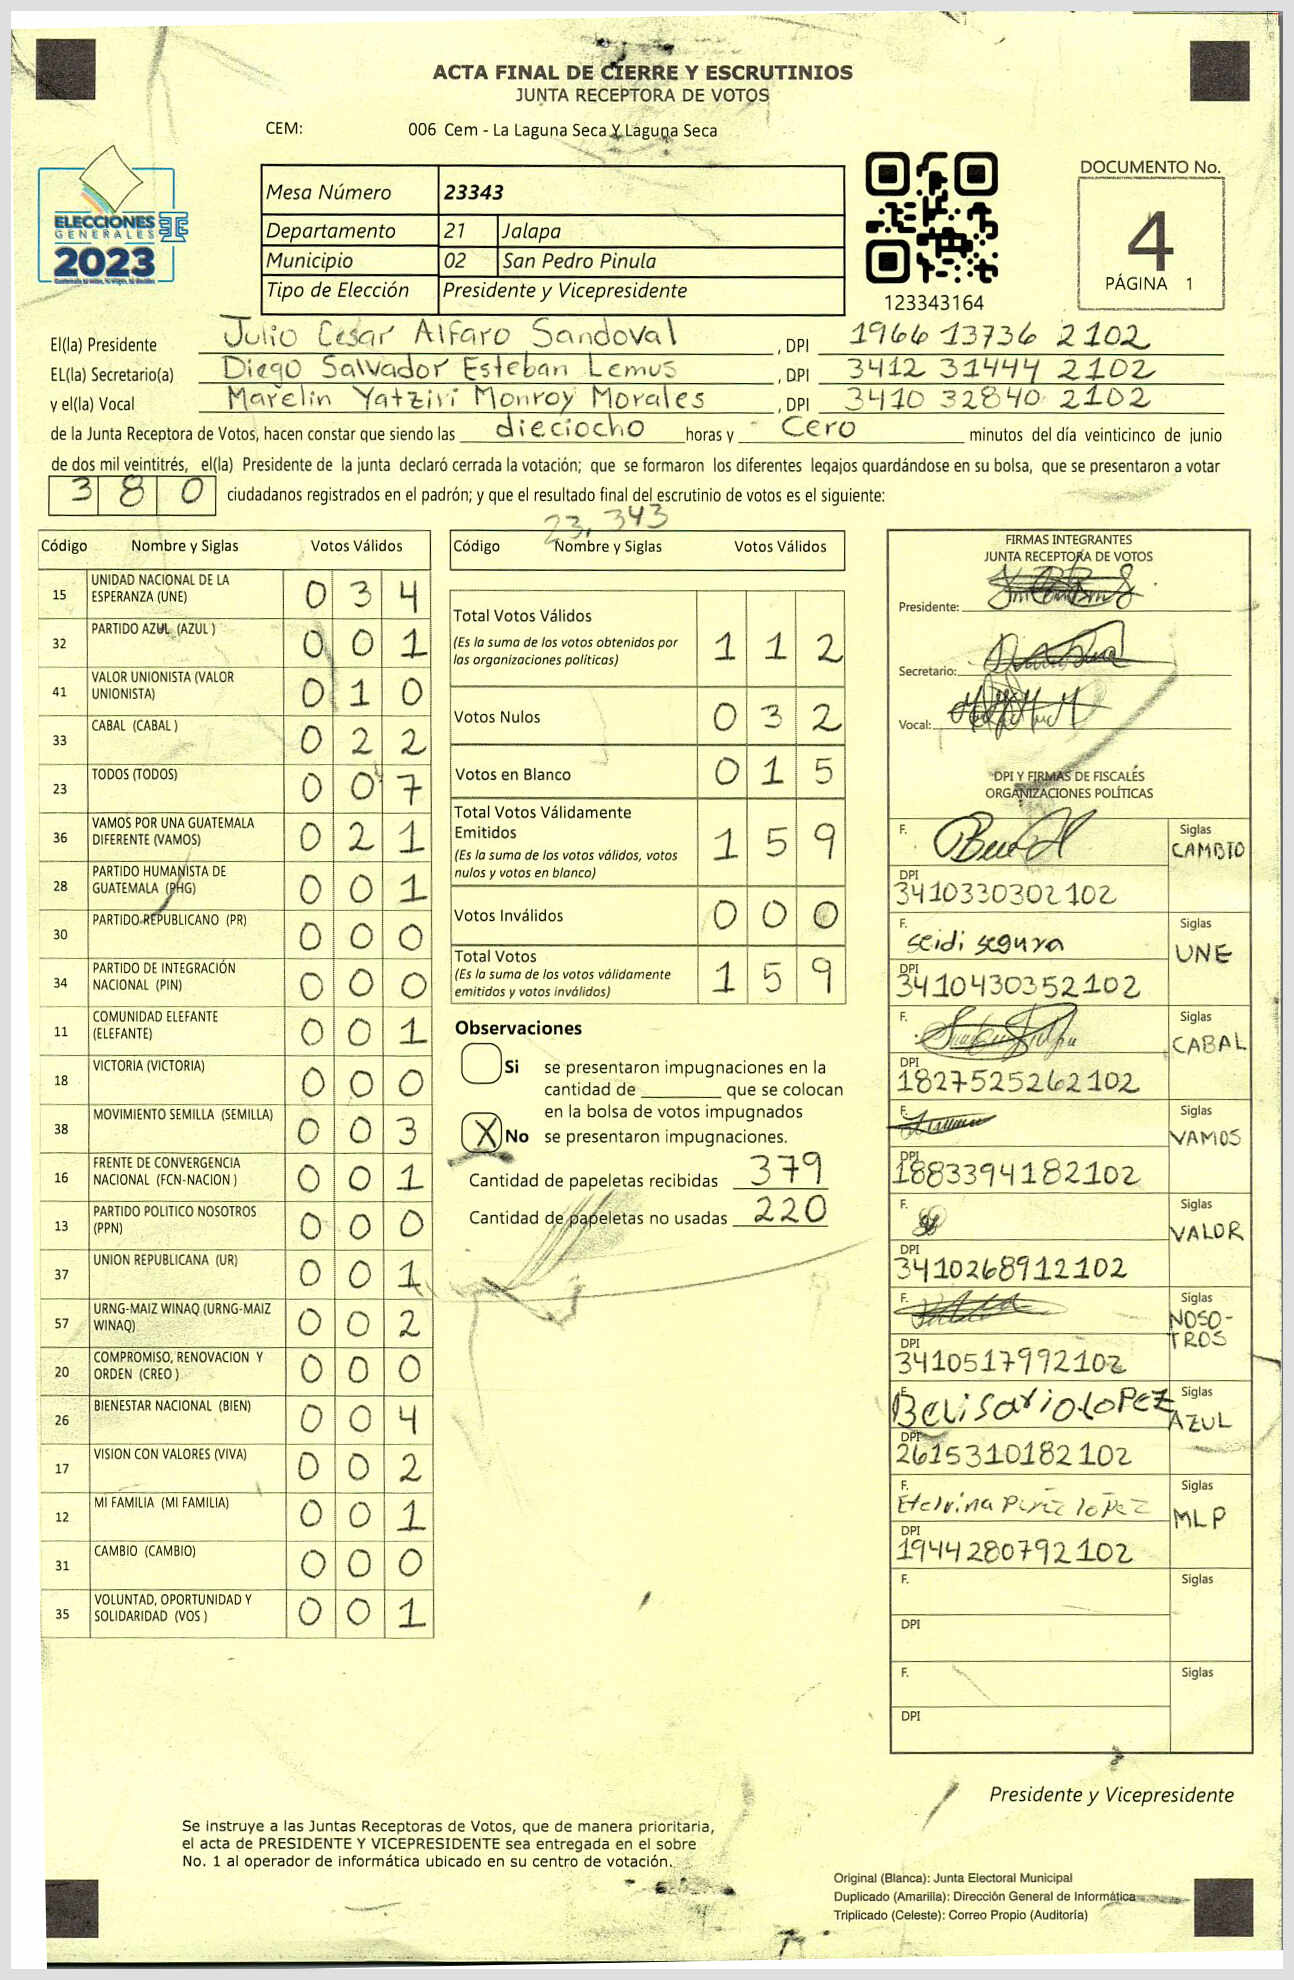 ACTA FINAL DE CIERRE Y ESCRUTINIOS
JUNTA RECEPTORA DE VOTOS
CEM: 006 Cem - La Laguna Seca Y Laguna Seca
ELECCIONES
GENERALES
2023
Mesa Número 23343
Departamento 21 Jalapa
Municipio 02 San Pedro Pinula
Tipo de Elección Presidente y Vicepresidente
123343164
DOCUMENTO No.
4
PÁGINA 1
El(la) Presidente Julio Cesar Alfaro Sandoval , DPI 1966 13736 2102
EL(la) Secretario(a) Diego Salvador Esteban Lemus , DPI 3412 31444 2102
y el(la) Vocal Marelin Yatziri Monroy Morales , DPI 3410 32840 2102
de la Junta Receptora de Votos, hacen constar que siendo las dieciocho horas y Cero minutos del día veinticinco de junio
de dos mil veintitrés, el(la) Presidente de la junta declaró cerrada la votación; que se formaron los diferentes legajos guardándose en su bolsa, que se presentaron a votar
3 8 0 ciudadanos registrados en el padrón; y que el resultado final del escrutinio de votos es el siguiente:
23,343
Código Nombre y Siglas Votos Válidos
15 UNIDAD NACIONAL DE LA ESPERANZA (UNE) 0 3 4
32 PARTIDO AZUL (AZUL ) 0 0 1
41 VALOR UNIONISTA (VALOR UNIONISTA) 0 1 0
33 CABAL (CABAL ) 0 2 2
23 TODOS (TODOS) 0 0 7
36 VAMOS POR UNA GUATEMALA DIFERENTE (VAMOS) 0 2 1
28 PARTIDO HUMANISTA DE GUATEMALA (PHG) 0 0 1
30 PARTIDO REPUBLICANO (PR) 0 0 0
34 PARTIDO DE INTEGRACIÓN NACIONAL (PIN) 0 0 0
11 COMUNIDAD ELEFANTE (ELEFANTE) 0 0 1
18 VICTORIA (VICTORIA) 0 0 0
38 MOVIMIENTO SEMILLA (SEMILLA) 0 0 3
16 FRENTE DE CONVERGENCIA NACIONAL (FCN-NACION ) 0 0 1
13 PARTIDO POLITICO NOSOTROS (PPN) 0 0 0
37 UNION REPUBLICANA (UR) 0 0 1
57 URNG-MAIZ WINAQ (URNG-MAIZ WINAQ) 0 0 2
20 COMPROMISO, RENOVACION Y ORDEN (CREO ) 0 0 0
26 BIENESTAR NACIONAL (BIEN) 0 0 4
17 VISION CON VALORES (VIVA) 0 0 2
12 MI FAMILIA (MI FAMILIA) 0 0 1
31 CAMBIO (CAMBIO) 0 0 0
35 VOLUNTAD, OPORTUNIDAD Y SOLIDARIDAD (VOS ) 0 0 1
Código Nombre y Siglas Votos Válidos
Total Votos Válidos 1 1 2
(Es la suma de los votos obtenidos por
las organizaciones políticas)
Votos Nulos 0 3 2
Votos en Blanco 0 1 5
Total Votos Válidamente
Emitidos 1 5 9
(Es la suma de los votos válidos, votos
nulos y votos en blanco)
Votos Inválidos 0 0 0
Total Votos 1 5 9
(Es la suma de los votos válidamente
emitidos y votos inválidos)
Observaciones
Si se presentaron impugnaciones en la
cantidad de ________ que se colocan
en la bolsa de votos impugnados
X No se presentaron impugnaciones.
Cantidad de papeletas recibidas 379
Cantidad de papeletas no usadas 220
FIRMAS INTEGRANTES
JUNTA RECEPTORA DE VOTOS
Presidente:
Secretario:
Vocal:
DPI Y FIRMAS DE FISCALES
ORGANIZACIONES POLÍTICAS
F. Siglas CAMBIO
DPI 3410330302102
F. seidi segura Siglas UNE
DPI 3410430352102
F. Siglas CABAL
DPI 1827525262102
F. Siglas VAMOS
DPI 1883394182102
F. Siglas VALOR
DPI 3410268912102
F. Siglas NOSO-
TROS
DPI 3410517992102
F. Belisario LoPEZ Siglas AZUL
DPI 2615310182102
F. Etelvina Perez lopez Siglas MLP
DPI 1944280792102
F. Siglas
DPI
F. Siglas
DPI
Presidente y Vicepresidente
Se instruye a las Juntas Receptoras de Votos, que de manera prioritaria,
el acta de PRESIDENTE Y VICEPRESIDENTE sea entregada en el sobre
No. 1 al operador de informática ubicado en su centro de votación.
Original (Blanca): Junta Electoral Municipal
Duplicado (Amarilla): Dirección General de Informática
Triplicado (Celeste): Correo Propio (Auditoría)